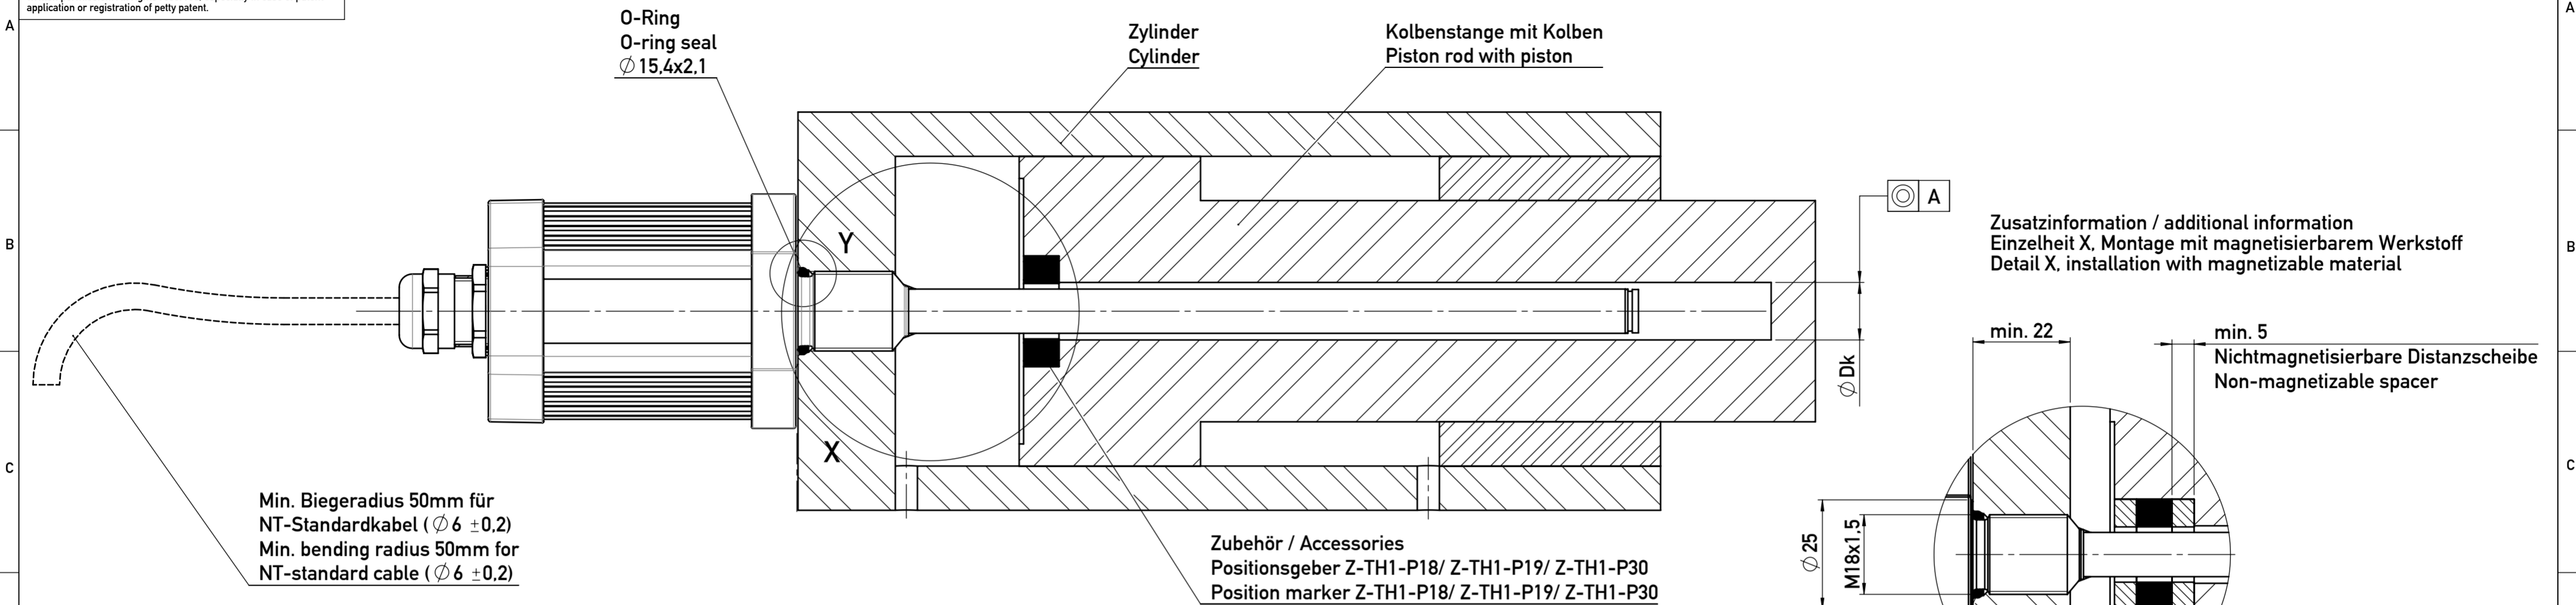 application or registration of petty patent.
A
A
O-Ring
O-ring seal
∅ 15,4x2,1
Zylinder
Cylinder
Kolbenstange mit Kolben
Piston rod with piston
A
Zusatzinformation / additional information
Einzelheit X, Montage mit magnetisierbarem Werkstoff
Detail X, installation with magnetizable material
B
B
Y
min. 22
min. 5
Nichtmagnetisierbare Distanzscheibe
Non-magnetizable spacer
∅ Dk
X
C
C
Min. Biegeradius 50mm für
NT-Standardkabel (∅ 6 ±0,2)
Min. bending radius 50mm for
NT-standard cable (∅ 6 ±0,2)
Zubehör / Accessories
Positionsgeber Z-TH1-P18/ Z-TH1-P19/ Z-TH1-P30
Position marker Z-TH1-P18/ Z-TH1-P19/ Z-TH1-P30
∅ 25
M18x1,5